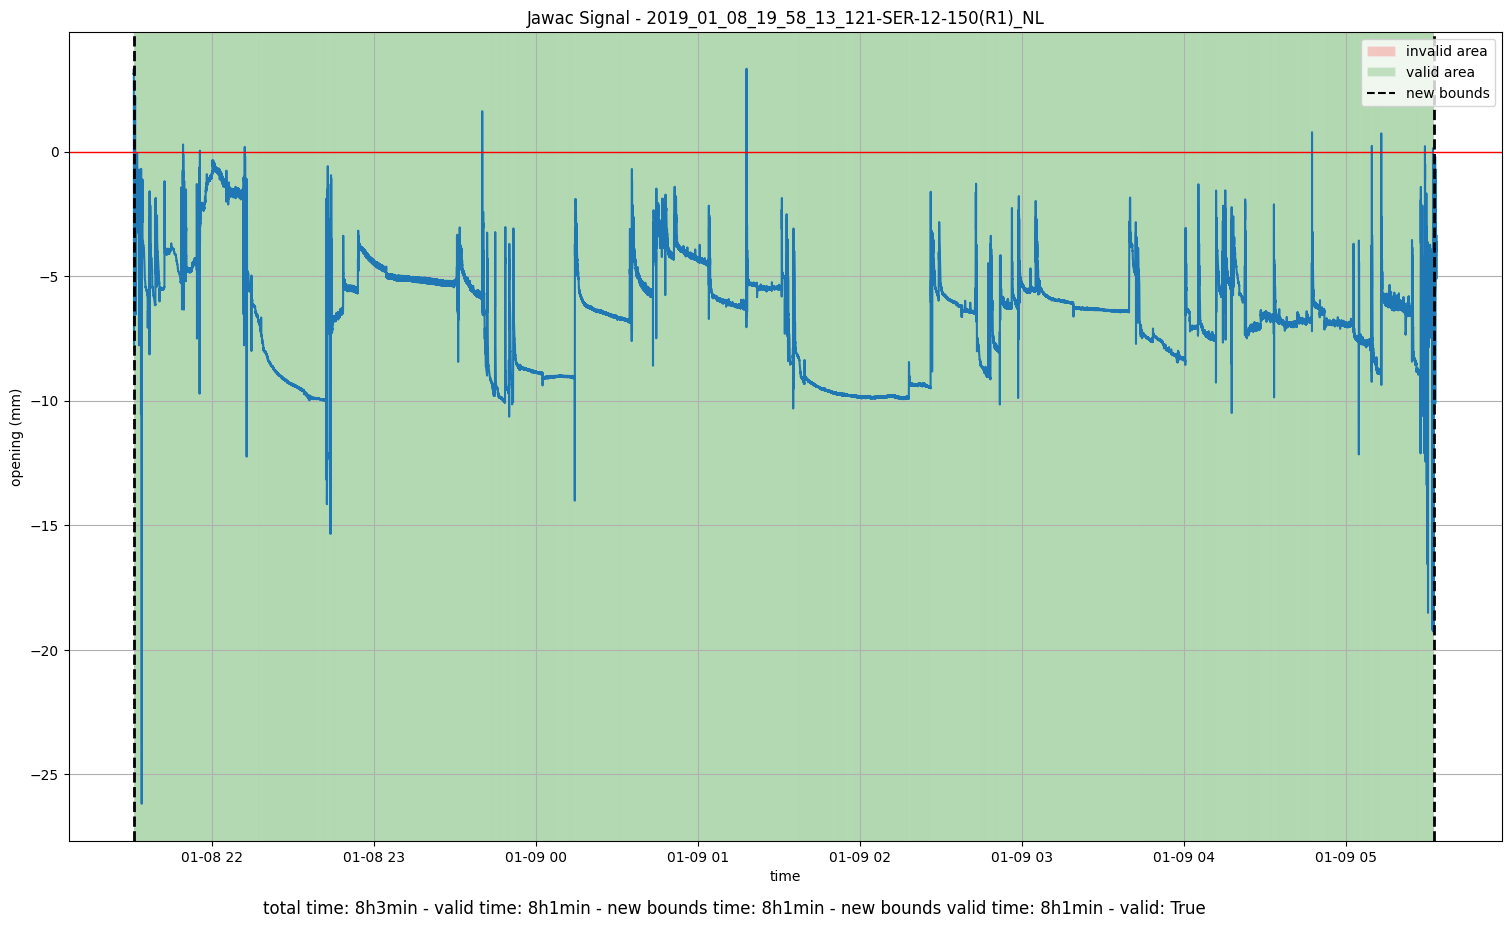 Jawac Signal - 2019_01_08_19_58_13_121-SER-12-150(R1)_NL
invalid area
valid area
new bounds
opening (mm)
0
−5
−10
−15
−20
−25
01-08 22 01-08 23 01-09 00 01-09 01 01-09 02 01-09 03 01-09 04 01-09 05
time
total time: 8h3min - valid time: 8h1min - new bounds time: 8h1min - new bounds valid time: 8h1min - valid: True